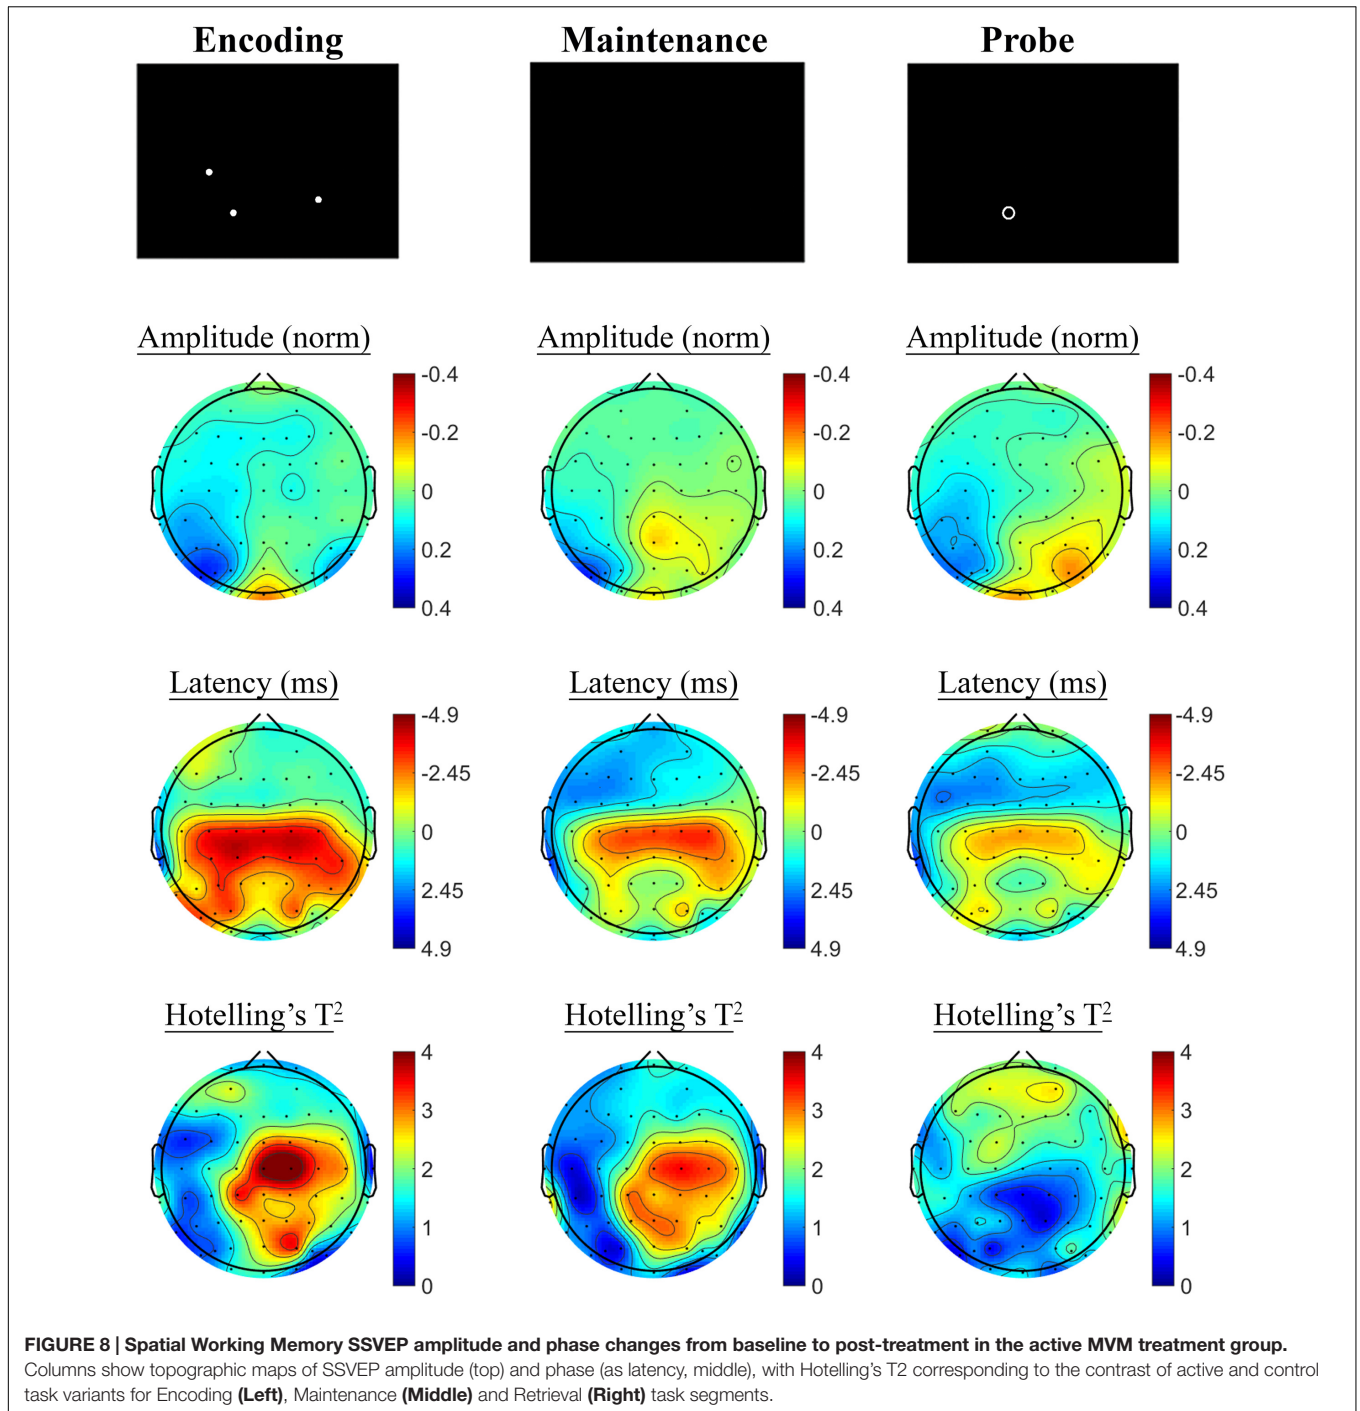 Encoding Maintenance Probe
Amplitude (norm) Amplitude (norm) Amplitude (norm)
-0.4 -0.4 -0.4
-0.2 -0.2 -0.2
0 0 0
0.2 0.2 0.2
0.4 0.4 0.4
Latency (ms) Latency (ms) Latency (ms)
-4.9 -4.9 -4.9
-2.45 -2.45 -2.45
0 0 0
2.45 2.45 2.45
4.9 4.9 4.9
Hotelling's T² Hotelling's T² Hotelling's T²
4 4 4
3 3 3
2 2 2
1 1 1
0 0 0
FIGURE 8 | Spatial Working Memory SSVEP amplitude and phase changes from baseline to post-treatment in the active MVM treatment group.
Columns show topographic maps of SSVEP amplitude (top) and phase (as latency, middle), with Hotelling's T2 corresponding to the contrast of active and control
task variants for Encoding (Left), Maintenance (Middle) and Retrieval (Right) task segments.